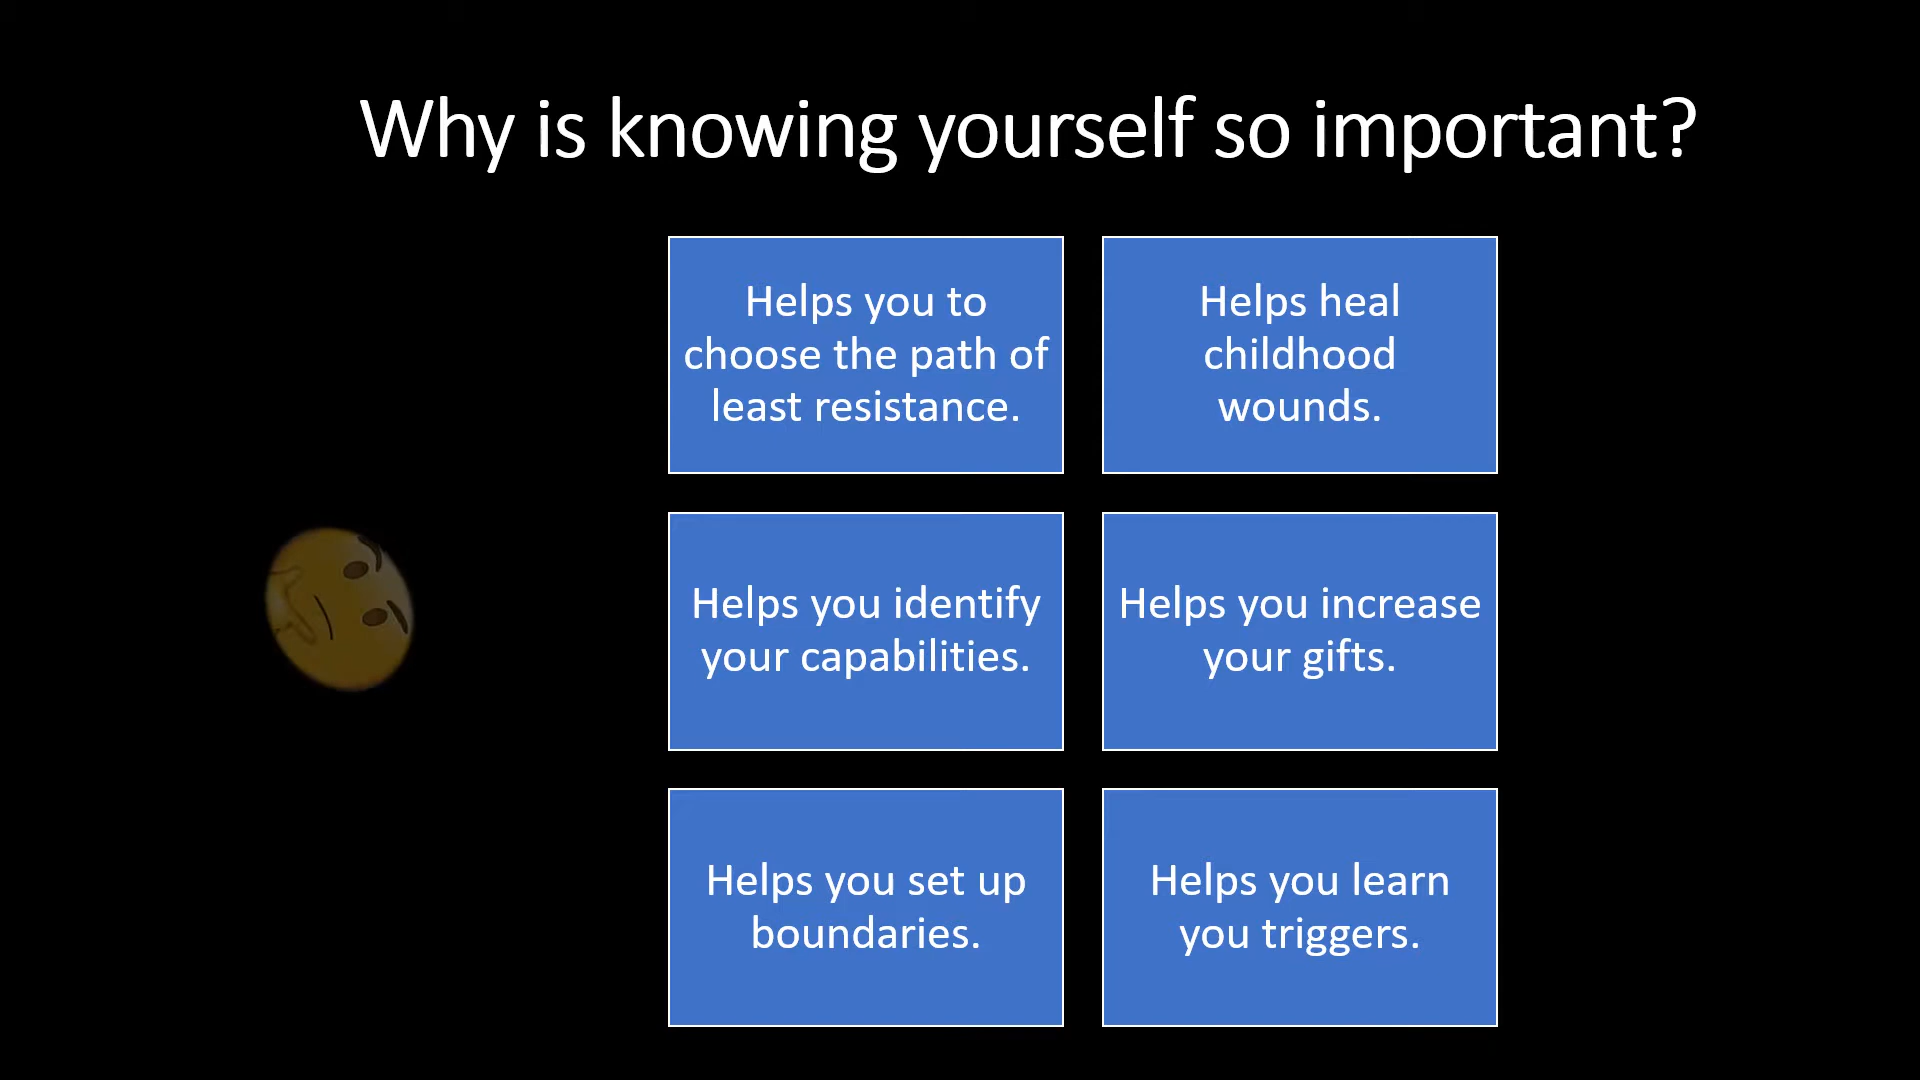 Why is knowing yourself so important?
Helps you to
choose the path of
least resistance.
Helps heal
childhood
wounds.
Helps you identify
your capabilities.
Helps you increase
your gifts.
Helps you set up
boundaries.
Helps you learn
you triggers.